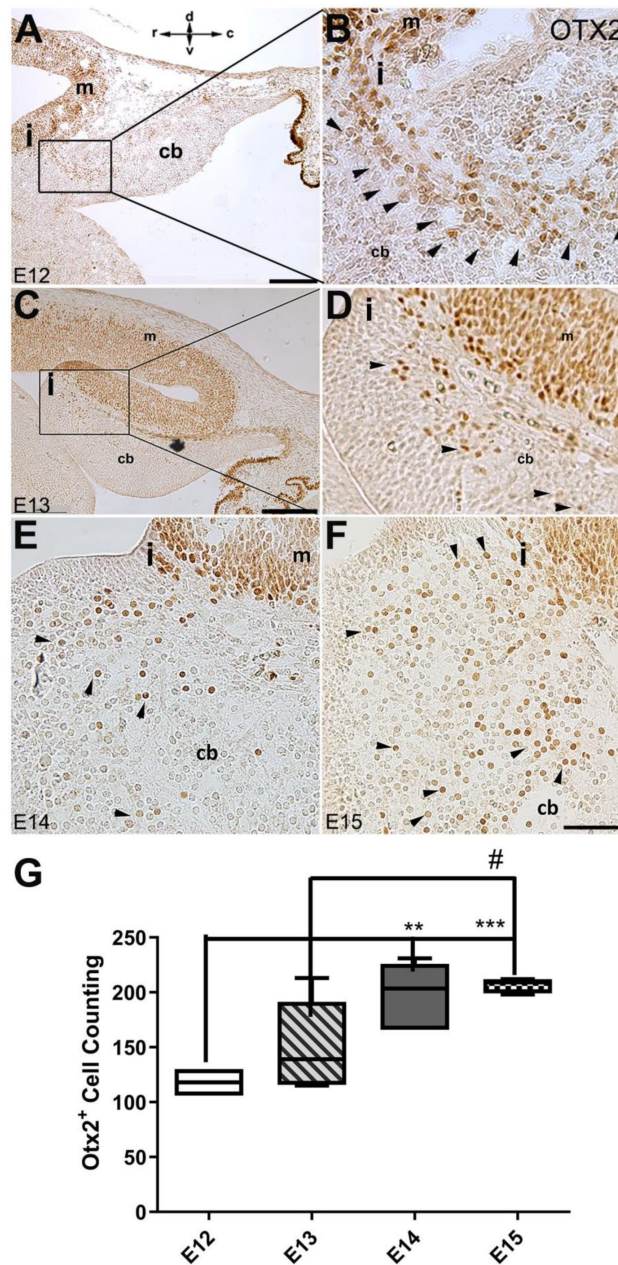 A
d
r c
v
m
i
cb
E12
B
OTX2
m
i
cb
C
m
i
cb
E13
D
i
m
cb
E
i
m
cb
E14
F
i
cb
E15
G
#
** ***
250
200
150
100
50
0
Otx2+ Cell Counting
E12 E13 E14 E15